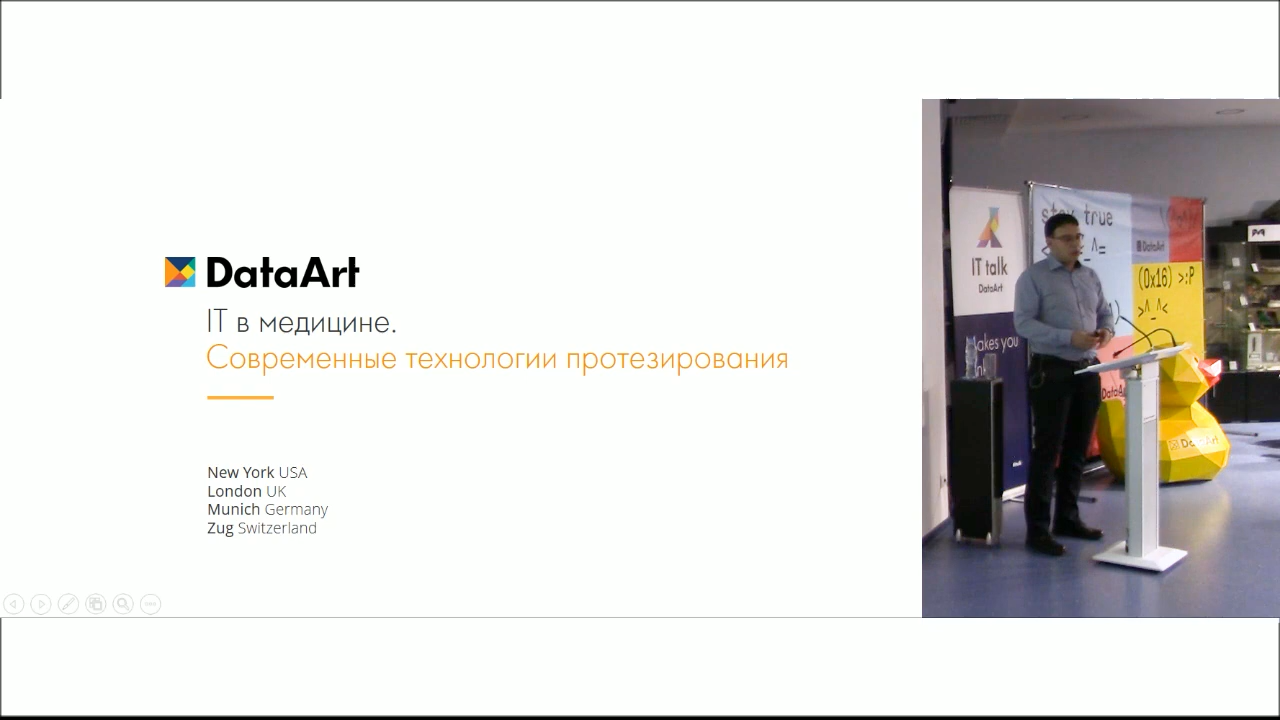 DataArt
IT в медицине.
Современные технологии протезирования
New York USA
London UK
Munich Germany
Zug Switzerland
stay true
IT talk
DataArt
DataArt
(0x16) >:P
>^_^<
DataArt